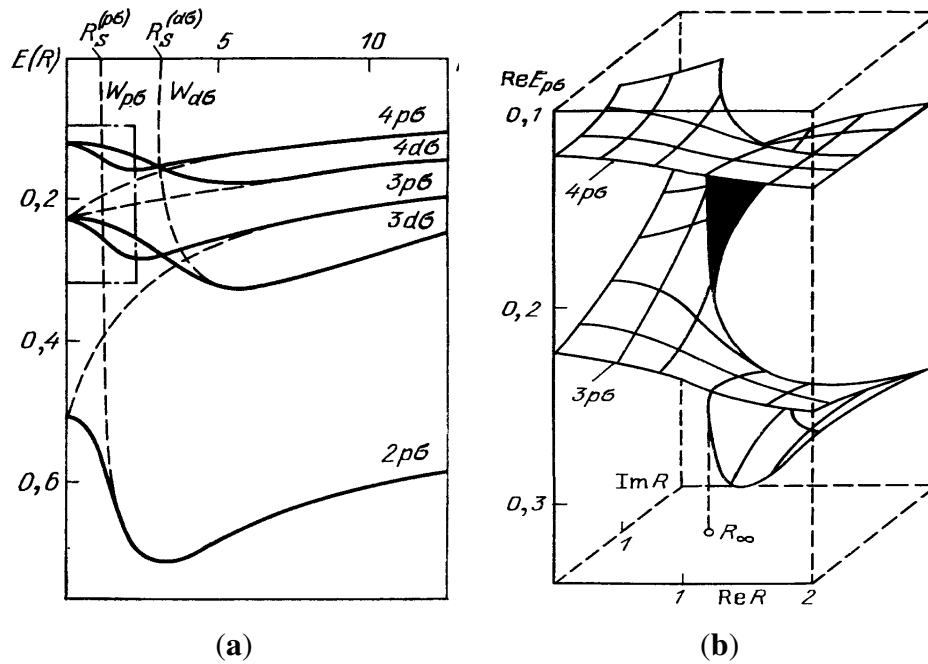 R_S^(pб) R_S^(dб)
5 10
E(R)
W_pб W_dб
4pб
4dб
0,2
3pб
3dб
0,4
0,6
2pб
(a)
ReE_pб
0,1
4pб
0,2
3pб
Im R
0,3
1
R_∞
1 Re R 2
(b)